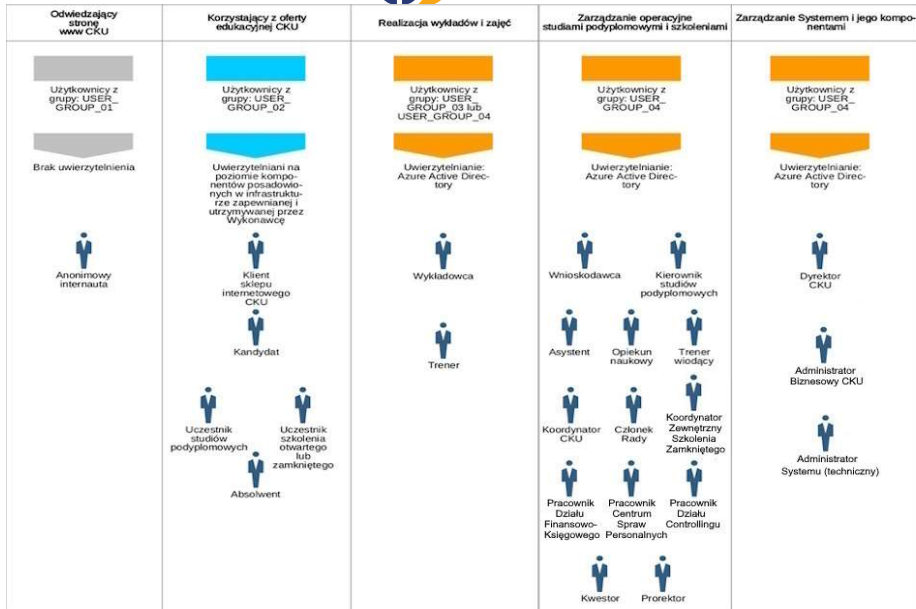 Odwiedzający
stronę
www CKU
Użytkownicy z
grupy: USER_
GROUP_01
Brak uwierzytelnienia
Anonimowy
internauta
Korzystający z oferty
edukacyjnej CKU
Użytkownicy z
grupy: USER_
GROUP_02
Uwierzytelniani na
poziomie kompo-
nentów posadowio-
nych w infrastruktu-
rze zapewnianej i
utrzymywanej przez
Wykonawcę
Klient
sklepu
internetowego
CKU
Kandydat
Uczestnik
studiów
podyplomowych
Uczestnik
szkolenia
otwartego
lub
zamkniętego
Absolwent
Realizacja wykładów i zajęć
Użytkownicy z
grupy: USER_
GROUP_03 lub
USER_GROUP_04
Uwierzytelnianie:
Azure Active Direc-
tory
Wykładowca
Trener
Zarządzanie operacyjne
studiami podyplomowymi i szkoleniami
Użytkownicy z
grupy: USER_
GROUP_04
Uwierzytelnianie:
Azure Active Direc-
tory
Wnioskodawca
Kierownik
studiów
podyplomowych
Asystent
Opiekun
naukowy
Trener
wiodący
Koordynator
CKU
Członek
Rady
Koordynator
Zewnętrzny
Szkolenia
Zamkniętego
Pracownik
Działu
Finansowo-
Księgowego
Pracownik
Centrum
Spraw
Personalnych
Pracownik
Działu
Controllingu
Kwestor
Prorektor
Zarządzanie Systemem i jego kompo-
nentami
Użytkownicy z
grupy: USER_
GROUP_04
Uwierzytelnianie:
Azure Active Direc-
tory
Dyrektor
CKU
Administrator
Biznesowy CKU
Administrator
Systemu (techniczny)